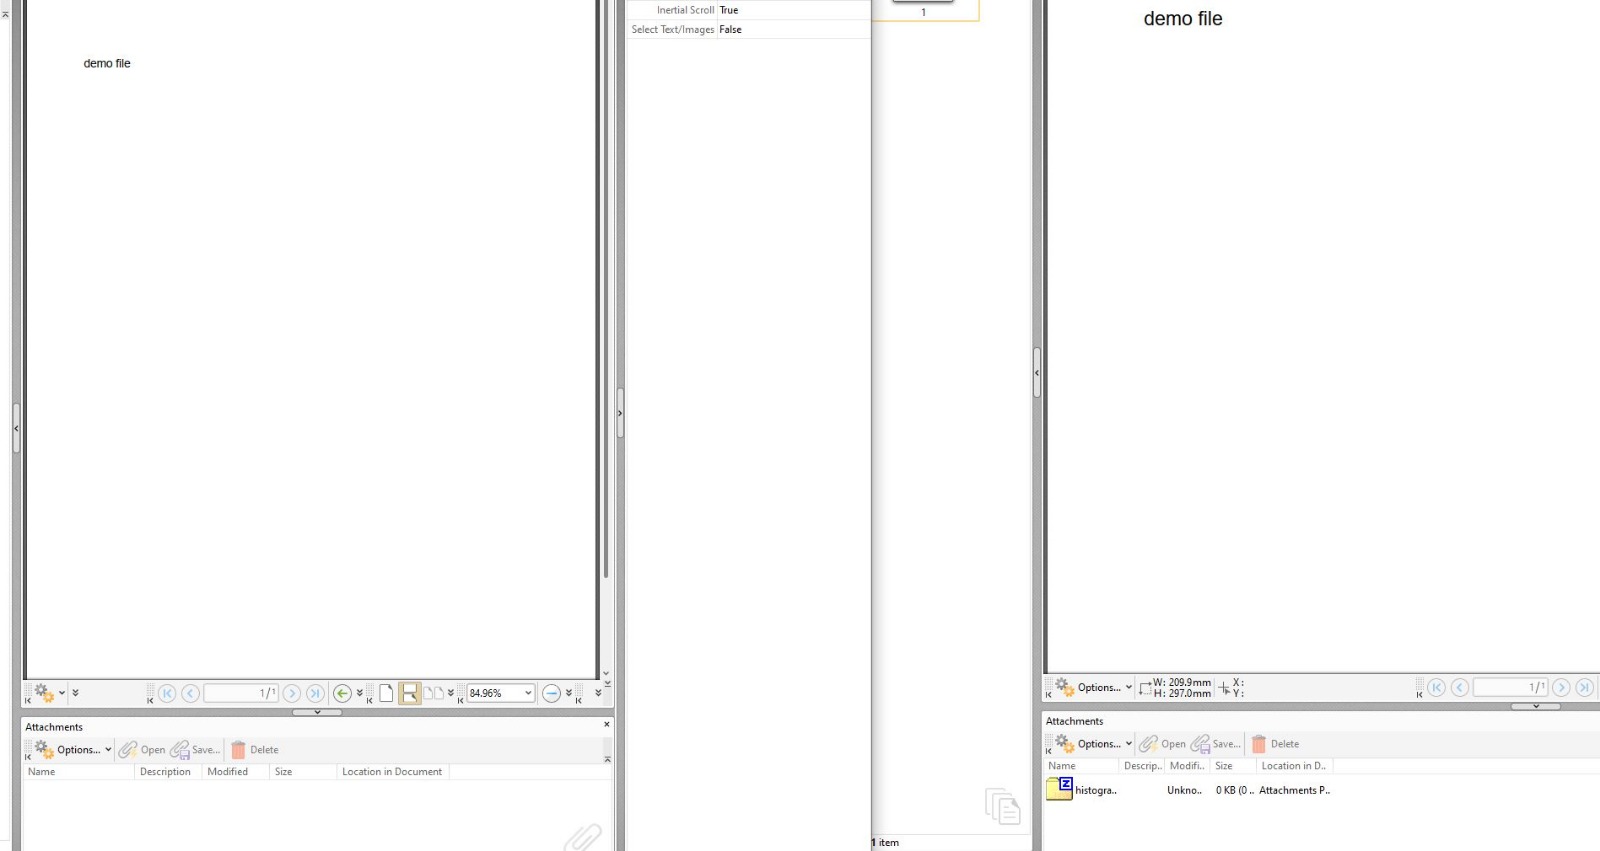 Inertial Scroll True
Select Text/Images False
1
demo file
demo file
1/1
84.96%
Options...
W: 209.9mm
H: 297.0mm
X:
Y:
1/1
Attachments
Options... Open Save... Delete
Name Description Modified Size Location in Document
Attachments
Options... Open Save... Delete
Name Descrip.. Modifi.. Size Location in D..
histogra.. Unkno.. 0 KB (0 .. Attachments P..
1 item